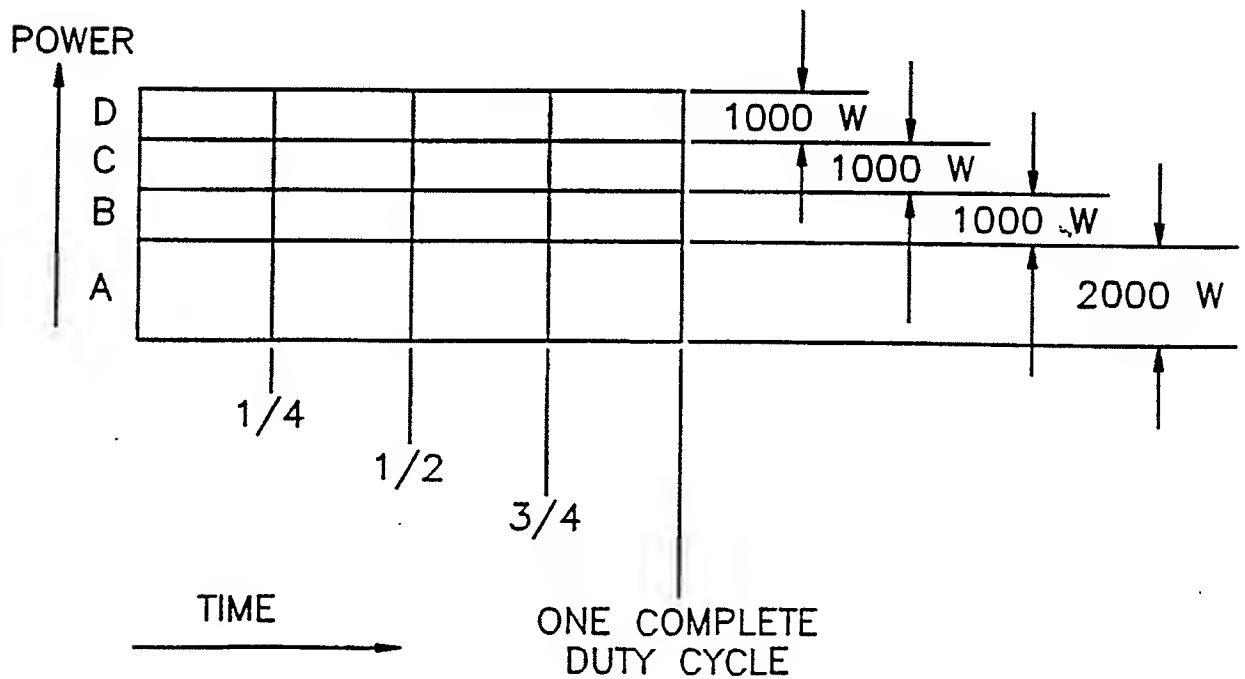 POWER
D
C
B
A
1000 W
1000 W
1000 W
2000 W
1/4
1/2
3/4
TIME
ONE COMPLETE
DUTY CYCLE